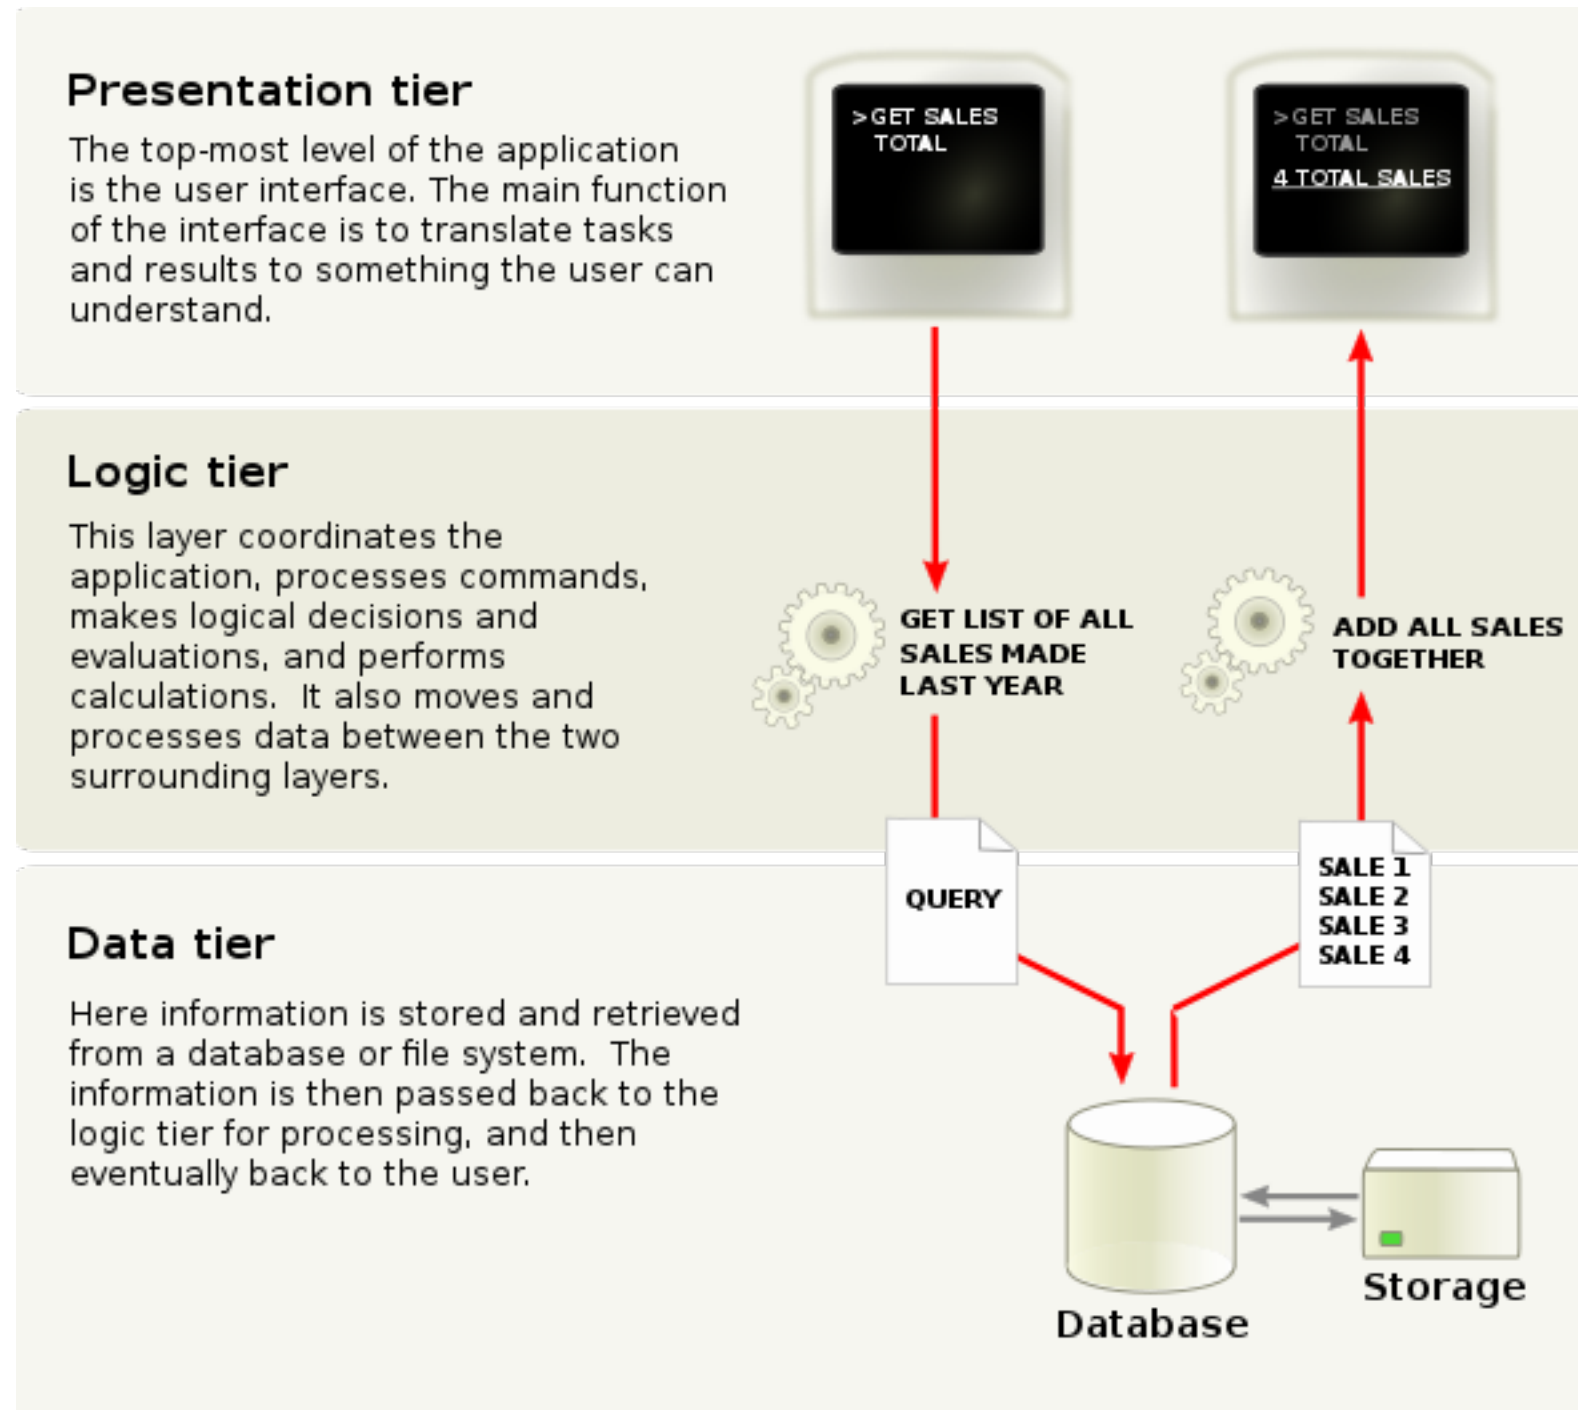 Presentation tier
The top-most level of the application
is the user interface. The main function
of the interface is to translate tasks
and results to something the user can
understand.
>GET SALES
TOTAL
>GET SALES
TOTAL
4 TOTAL SALES
Logic tier
This layer coordinates the
application, processes commands,
makes logical decisions and
evaluations, and performs
calculations.  It also moves and
processes data between the two
surrounding layers.
GET LIST OF ALL
SALES MADE
LAST YEAR
ADD ALL SALES
TOGETHER
QUERY
SALE 1
SALE 2
SALE 3
SALE 4
Data tier
Here information is stored and retrieved
from a database or file system.  The
information is then passed back to the
logic tier for processing, and then
eventually back to the user.
Database
Storage